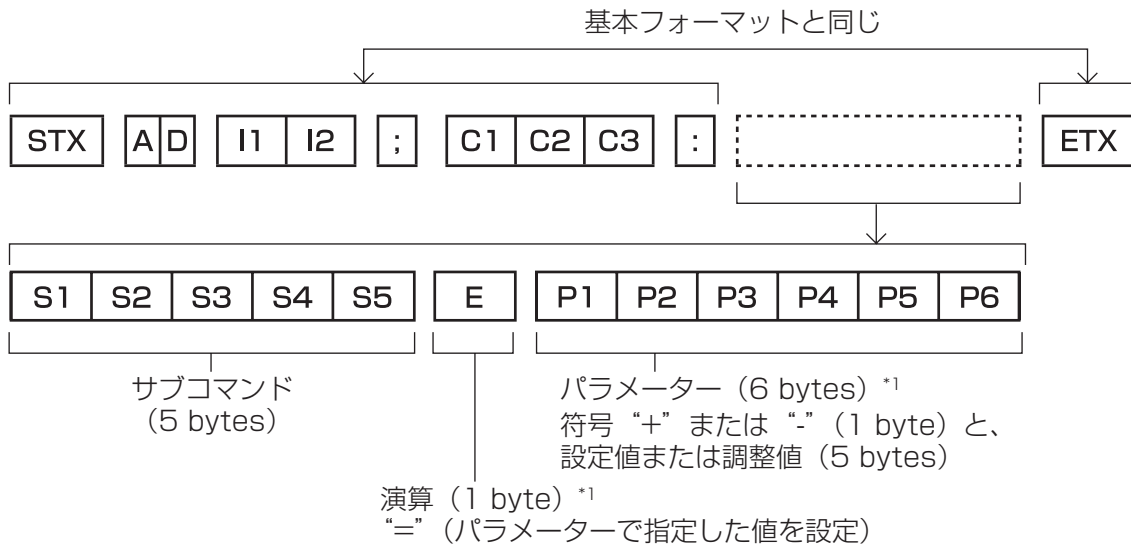 基本フォーマットと同じ
STX A D I1 I2 ; C1 C2 C3 : ETX
S1 S2 S3 S4 S5 E P1 P2 P3 P4 P5 P6
サブコマンド
(5 bytes)
パラメーター（6 bytes）*1
符号“+”または“-”（1 byte）と、
設定値または調整値（5 bytes）
演算（1 byte）*1
“=”（パラメーターで指定した値を設定）